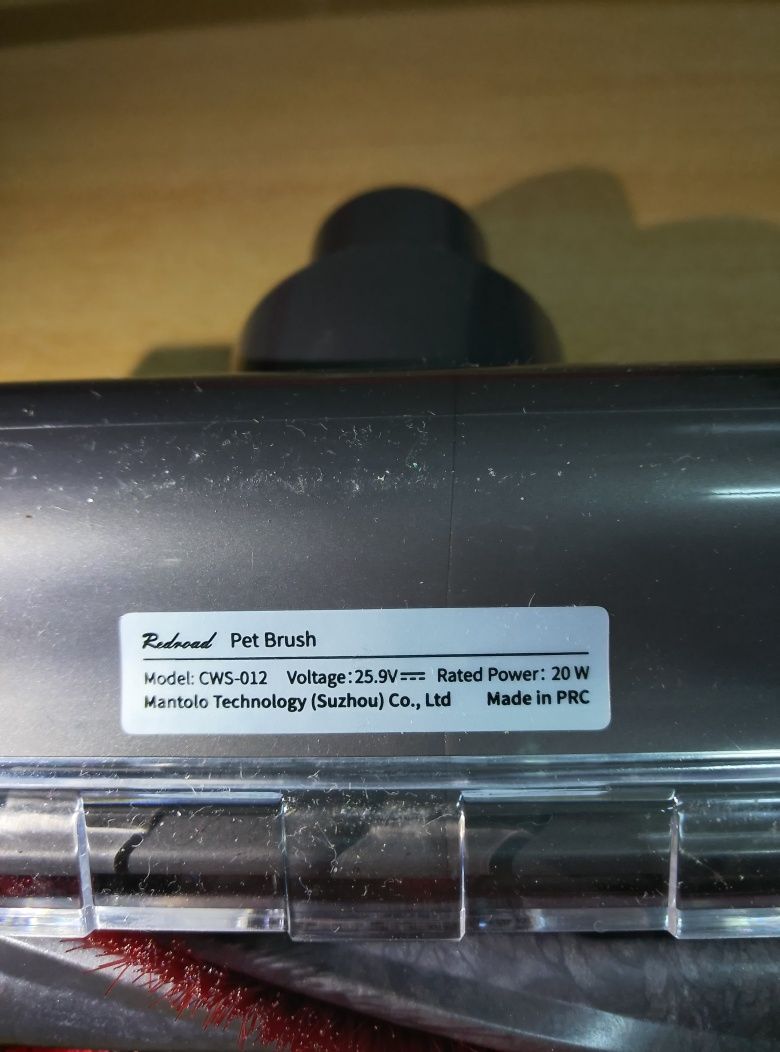 Redroad Pet Brush
Model: CWS-012 Voltage: 25.9V⎓ Rated Power: 20 W
Mantolo Technology (Suzhou) Co., Ltd Made in PRC